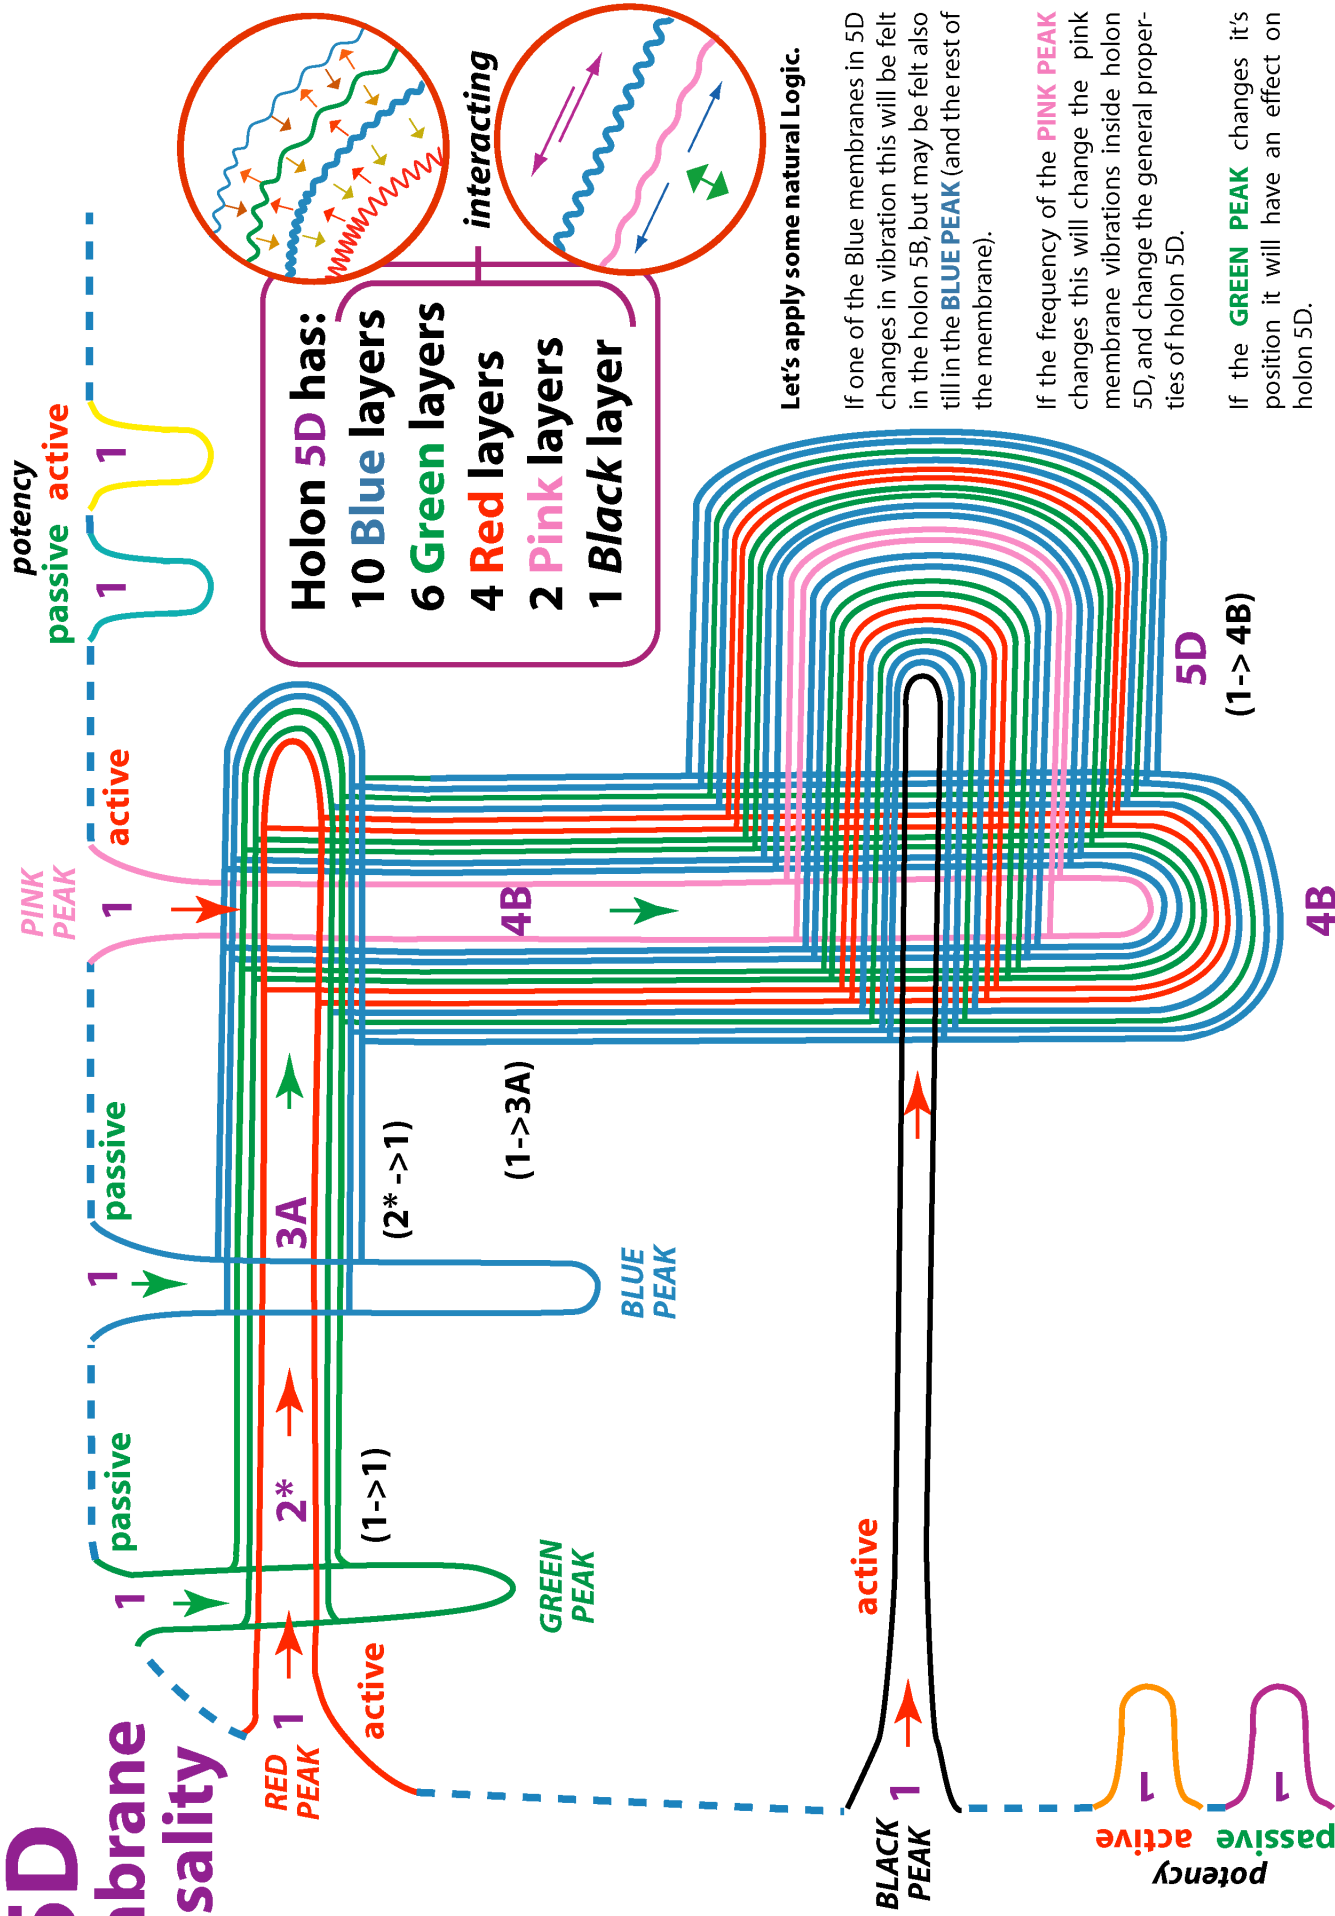 5D
mbrane
sality
PINK
PEAK
potency
passive
active
1
passive
1
passive
1
active
1
1
1
RED
PEAK
1
active
2*
(1->1)
3A
(2* ->1)
GREEN
PEAK
BLUE
PEAK
4B
(1->3A)
Holon 5D has:
10 Blue layers
6 Green layers
4 Red layers
2 Pink layers
1 Black layer
interacting
BLACK
PEAK
1
active
Let's apply some natural Logic.
If one of the Blue membranes in 5D
changes in vibration this will be felt
in the holon 5B, but may be felt also
till in the BLUE PEAK (and the rest of
the membrane).
If the frequency of the PINK PEAK
changes this will change the pink
membrane vibrations inside holon
5D, and change the general proper-
ties of holon 5D.
If the GREEN PEAK changes it's
position it will have an effect on
holon 5D.
5D
(1-> 4B)
4B
active
1
passive
1
potency